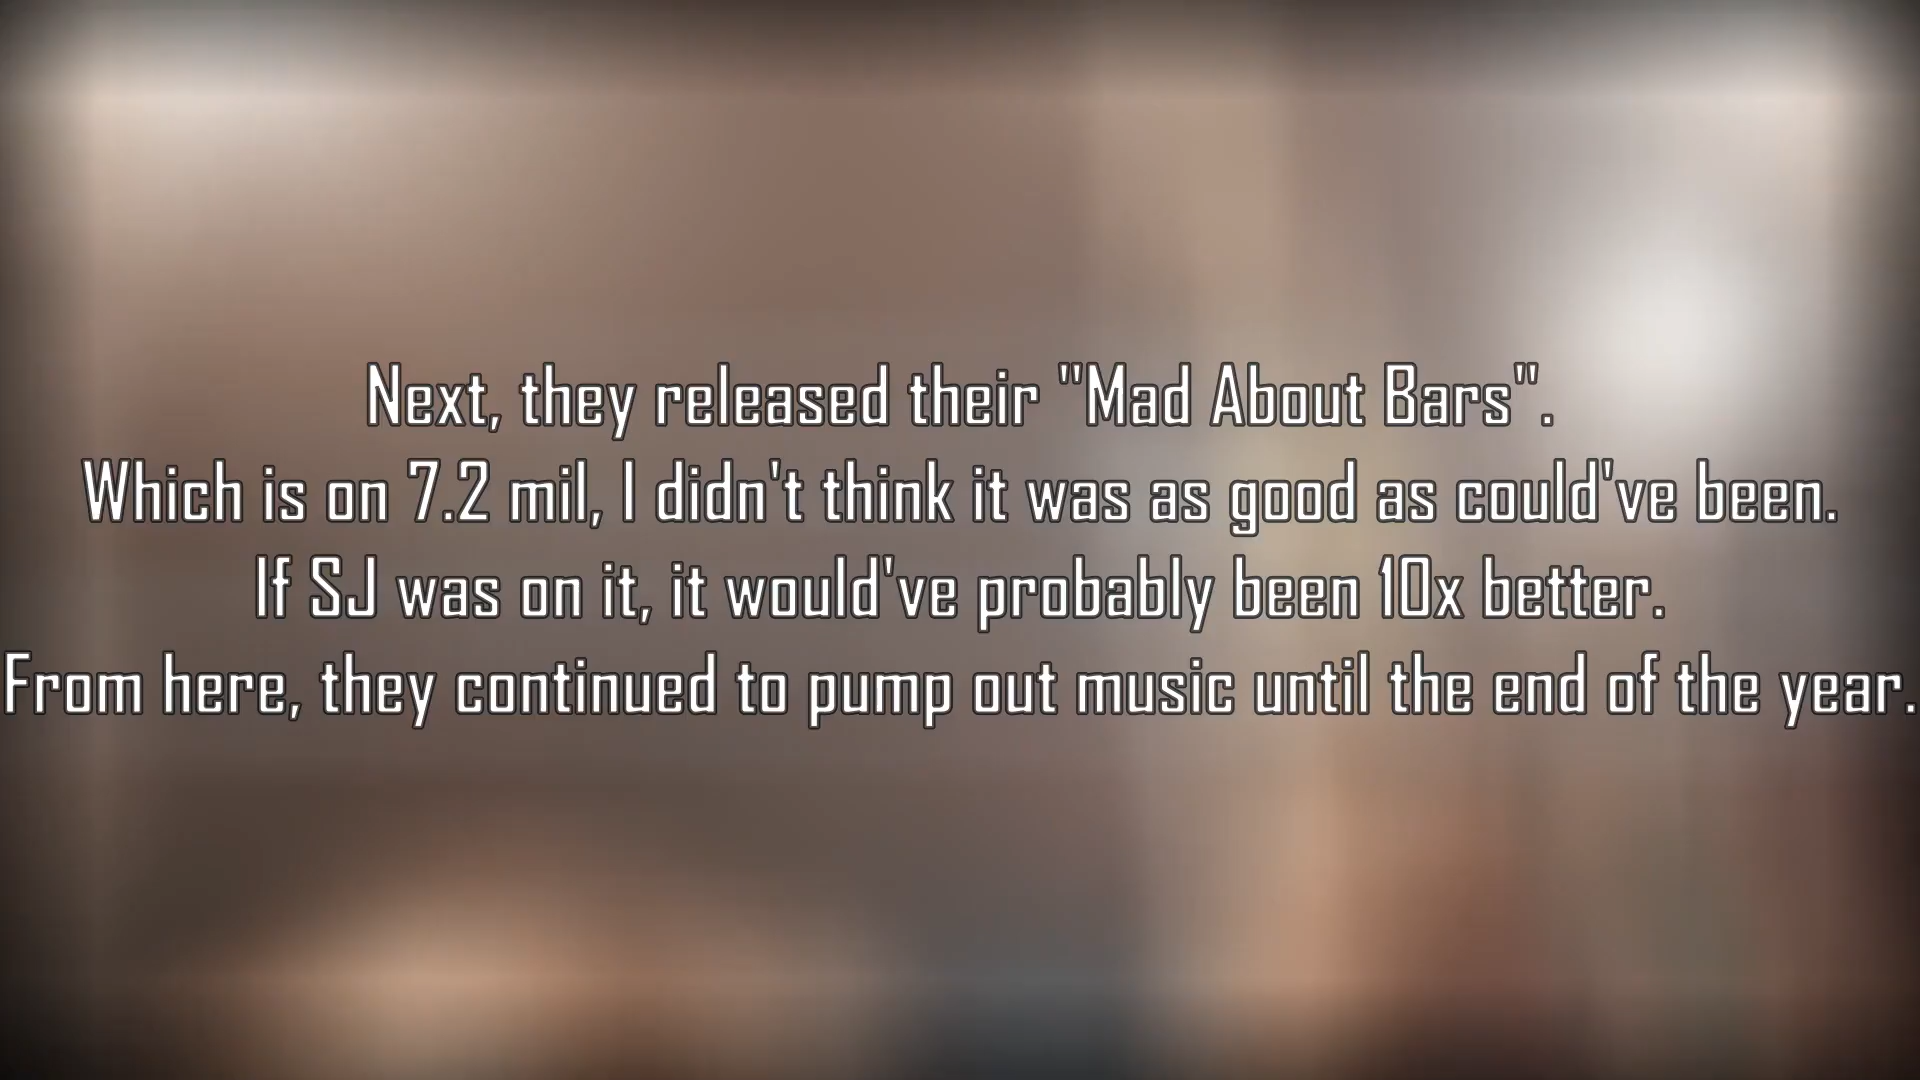 Next, they released their "Mad About Bars".
Which is on 7.2 mil, I didn't think it was as good as could've been.
If SJ was on it, it would've probably been 10x better.
From here, they continued to pump out music until the end of the year.